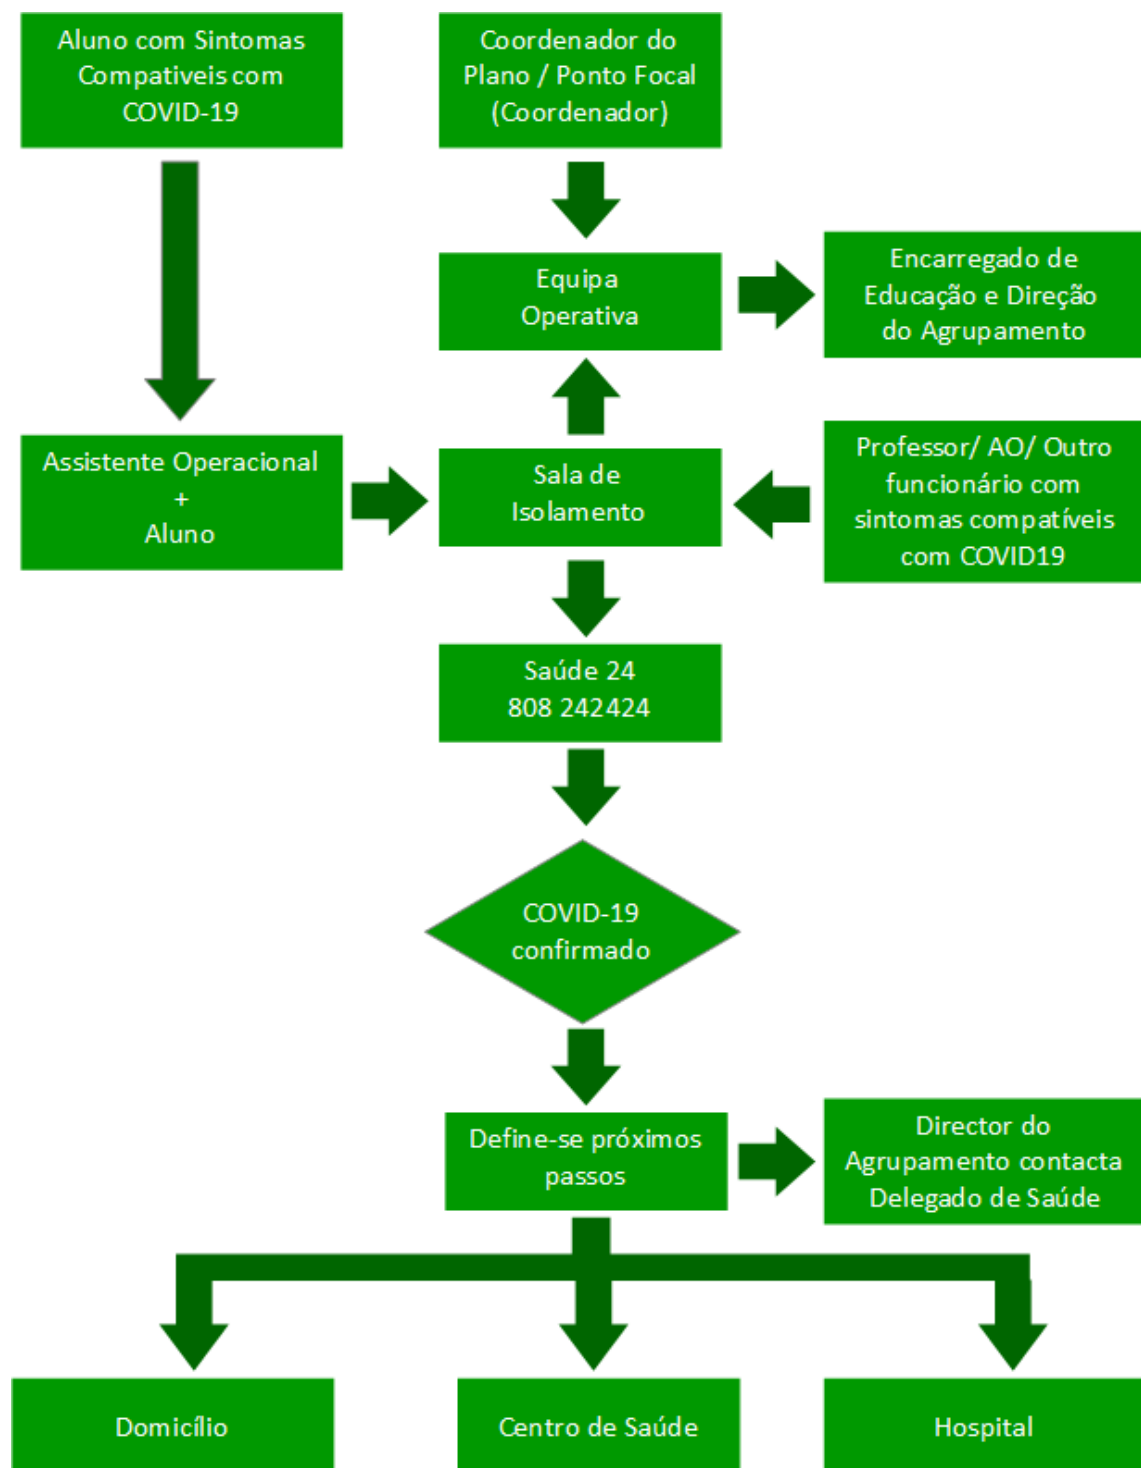 Aluno com Sintomas
Compativeis com
COVID-19
Coordenador do
Plano / Ponto Focal
(Coordenador)
Equipa
Operativa
Encarregado de
Educação e Direção
do Agrupamento
Assistente Operacional
+
Aluno
Sala de
Isolamento
Professor/ AO/ Outro
funcionário com
sintomas compatíveis
com COVID19
Saúde 24
808 242424
COVID-19
confirmado
Define-se próximos
passos
Director do
Agrupamento contacta
Delegado de Saúde
Domicílio
Centro de Saúde
Hospital